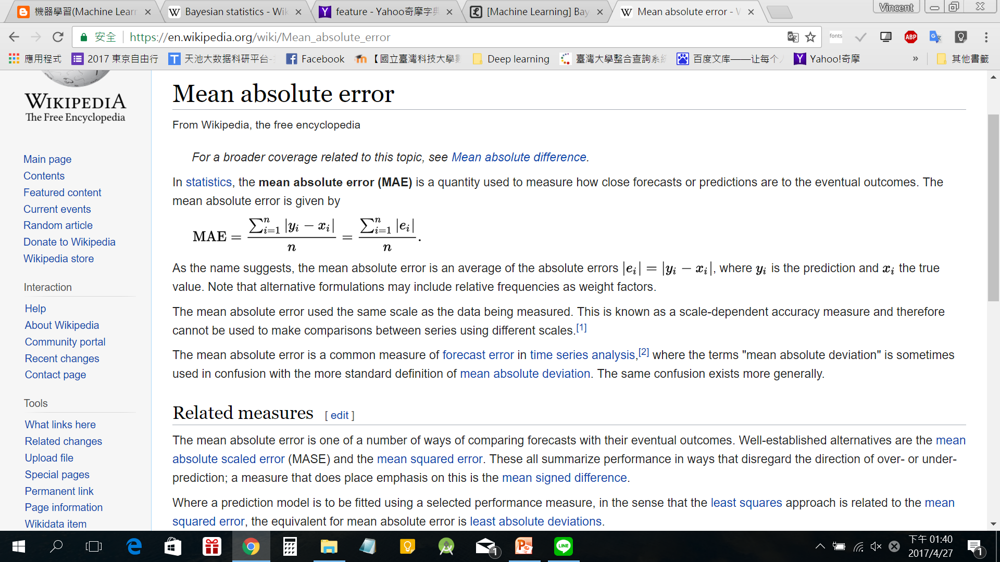 機器學習(Machine Learn
Bayesian statistics - Wik
feature - Yahoo奇摩字典
[Machine Learning] Bay
Mean absolute error - W
Vincent
安全 https://en.wikipedia.org/wiki/Mean_absolute_error
fonts
ABP
應用程式
2017 東京自由行
天池大数据科研平台-
Facebook
【國立臺灣科技大學數
Deep learning
臺灣大學整合查詢系統
百度文库——让每个人
Yahoo!奇摩
»
其他書籤
WIKIPEDIA
The Free Encyclopedia
Main page
Contents
Featured content
Current events
Random article
Donate to Wikipedia
Wikipedia store
Interaction
Help
About Wikipedia
Community portal
Recent changes
Contact page
Tools
What links here
Related changes
Upload file
Special pages
Permanent link
Page information
Wikidata item
Mean absolute error
From Wikipedia, the free encyclopedia
For a broader coverage related to this topic, see Mean absolute difference.
In statistics, the mean absolute error (MAE) is a quantity used to measure how close forecasts or predictions are to the eventual outcomes. The
mean absolute error is given by
MAE = ∑ⁿᵢ₌₁ |yᵢ − xᵢ| / n = ∑ⁿᵢ₌₁ |eᵢ| / n.
As the name suggests, the mean absolute error is an average of the absolute errors |eᵢ| = |yᵢ − xᵢ|, where yᵢ is the prediction and xᵢ the true
value. Note that alternative formulations may include relative frequencies as weight factors.
The mean absolute error used the same scale as the data being measured. This is known as a scale-dependent accuracy measure and therefore
cannot be used to make comparisons between series using different scales.[1]
The mean absolute error is a common measure of forecast error in time series analysis,[2] where the terms "mean absolute deviation" is sometimes
used in confusion with the more standard definition of mean absolute deviation. The same confusion exists more generally.
Related measures [ edit ]
The mean absolute error is one of a number of ways of comparing forecasts with their eventual outcomes. Well-established alternatives are the mean
absolute scaled error (MASE) and the mean squared error. These all summarize performance in ways that disregard the direction of over- or under-
prediction; a measure that does place emphasis on this is the mean signed difference.
Where a prediction model is to be fitted using a selected performance measure, in the sense that the least squares approach is related to the mean
squared error, the equivalent for mean absolute error is least absolute deviations.
1
LINE
下午 01:40
2017/4/27
1